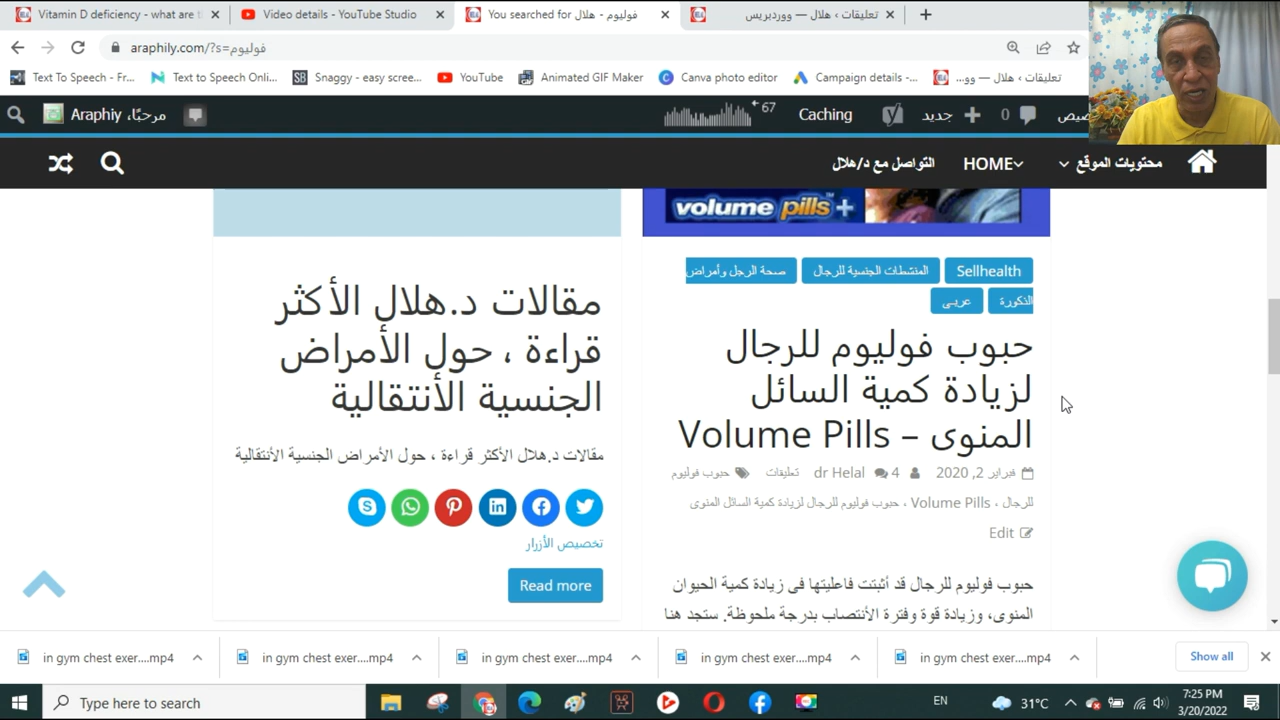 Vitamin D deficiency - what are t
Video details - YouTube Studio
You searched for فوليوم - هلال
تعليقات ‹ هلال — ووردبريس
araphily.com/?s=فوليوم
Text To Speech - Fr...
Text to Speech Onli...
Snaggy - easy scree...
YouTube
Animated GIF Maker
Canva photo editor
Campaign details -...
تعليقات ‹ هلال — وو...
مرحبًا، Araphiy
67
Caching
جديد
0
محتويات الموقع
HOME
التواصل مع د/هلال
volume pills +
Sellhealth
المنشطات الجنسية للرجال
صحة الرجل وأمراض
الذكورة
عربـى
حبوب فوليوم للرجال
لزيادة كمية السائل
المنوى – Volume Pills
فبراير 2, 2020
dr Helal
4 تعليقات
حبوب فوليوم
للرجال ، Volume Pills ، حبوب فوليوم للرجال لزيادة كمية السائل المنوى
Edit
حبوب فوليوم للرجال قد أثبتت فاعليتها فى زيادة كمية الحيوان
المنوى، وزيادة قوة وفترة الأنتصاب بدرجة ملحوظة. ستجد هنا
مقالات د.هلال الأكثر
قراءة ، حول الأمراض
الجنسية الأنتقالية
مقالات د.هلال الأكثر قراءة ، حول الأمراض الجنسية الأنتقالية
تخصيص الأزرار
Read more
in gym chest exer....mp4
in gym chest exer....mp4
in gym chest exer....mp4
in gym chest exer....mp4
in gym chest exer....mp4
Show all
Type here to search
EN
31°C
7:25 PM
3/20/2022